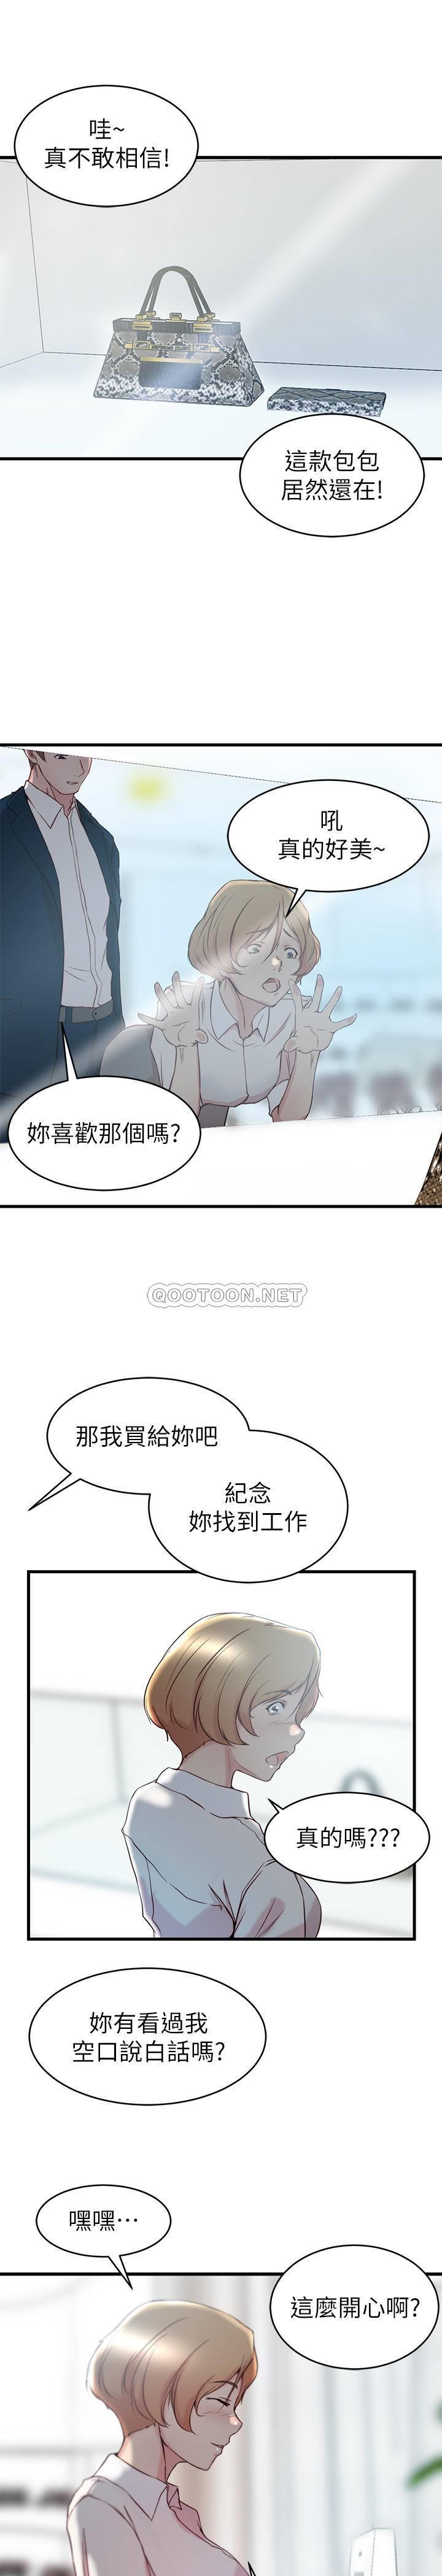 哇~
真不敢相信!
這款包包
居然還在!
吼
真的好美~
妳喜歡那個嗎?
QOOTOON.NET
那我買給妳吧
紀念
妳找到工作
真的嗎???
妳有看過我
空口說白話嗎?
嘿嘿…
這麼開心啊?